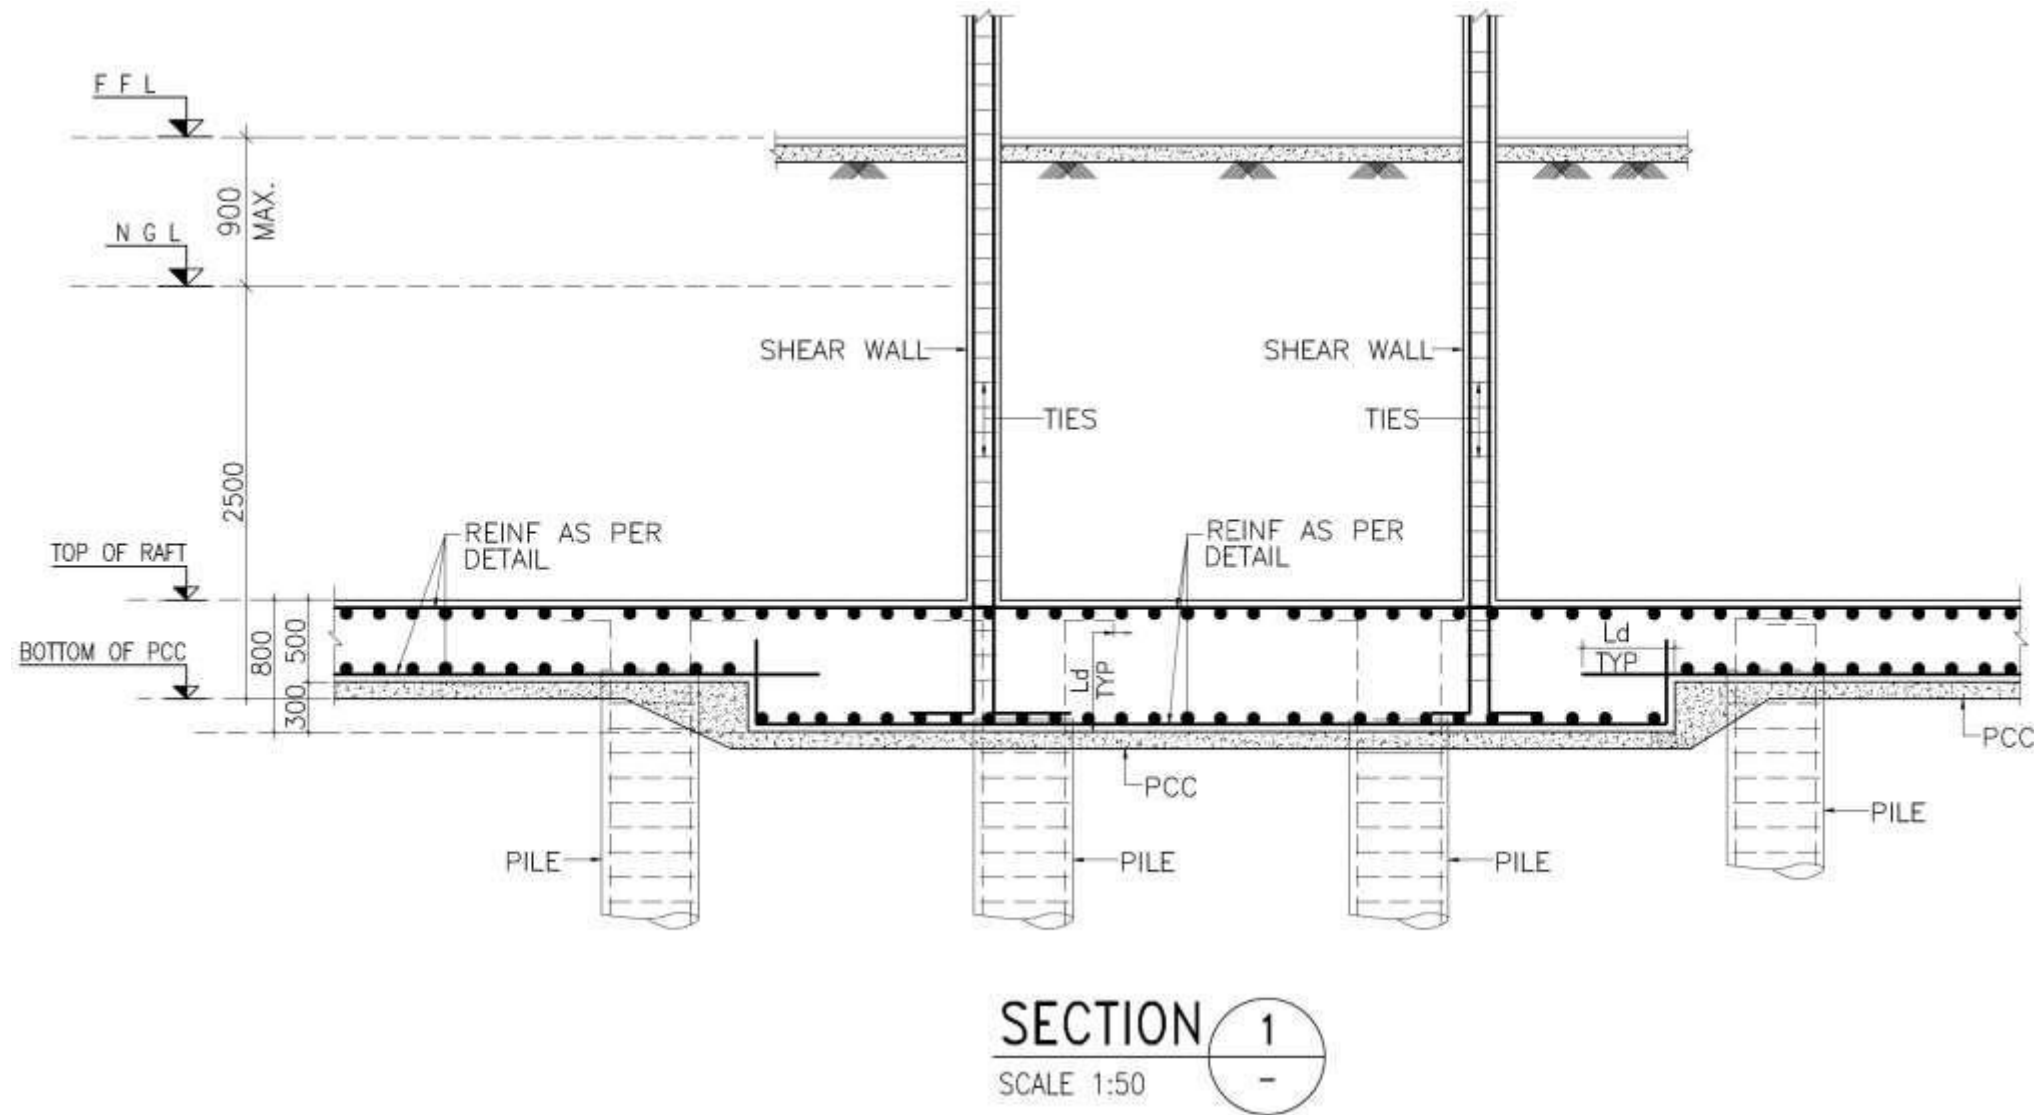 F F L
900
MAX.
N G L
SHEAR WALL
SHEAR WALL
TIES
TIES
2500
REINF AS PER
DETAIL
REINF AS PER
DETAIL
TOP OF RAFT
800
500
Ld
TYP
Ld
TYP
BOTTOM OF PCC
300
PCC
PCC
PILE
PILE
PILE
PILE
SECTION
1
SCALE 1:50
-